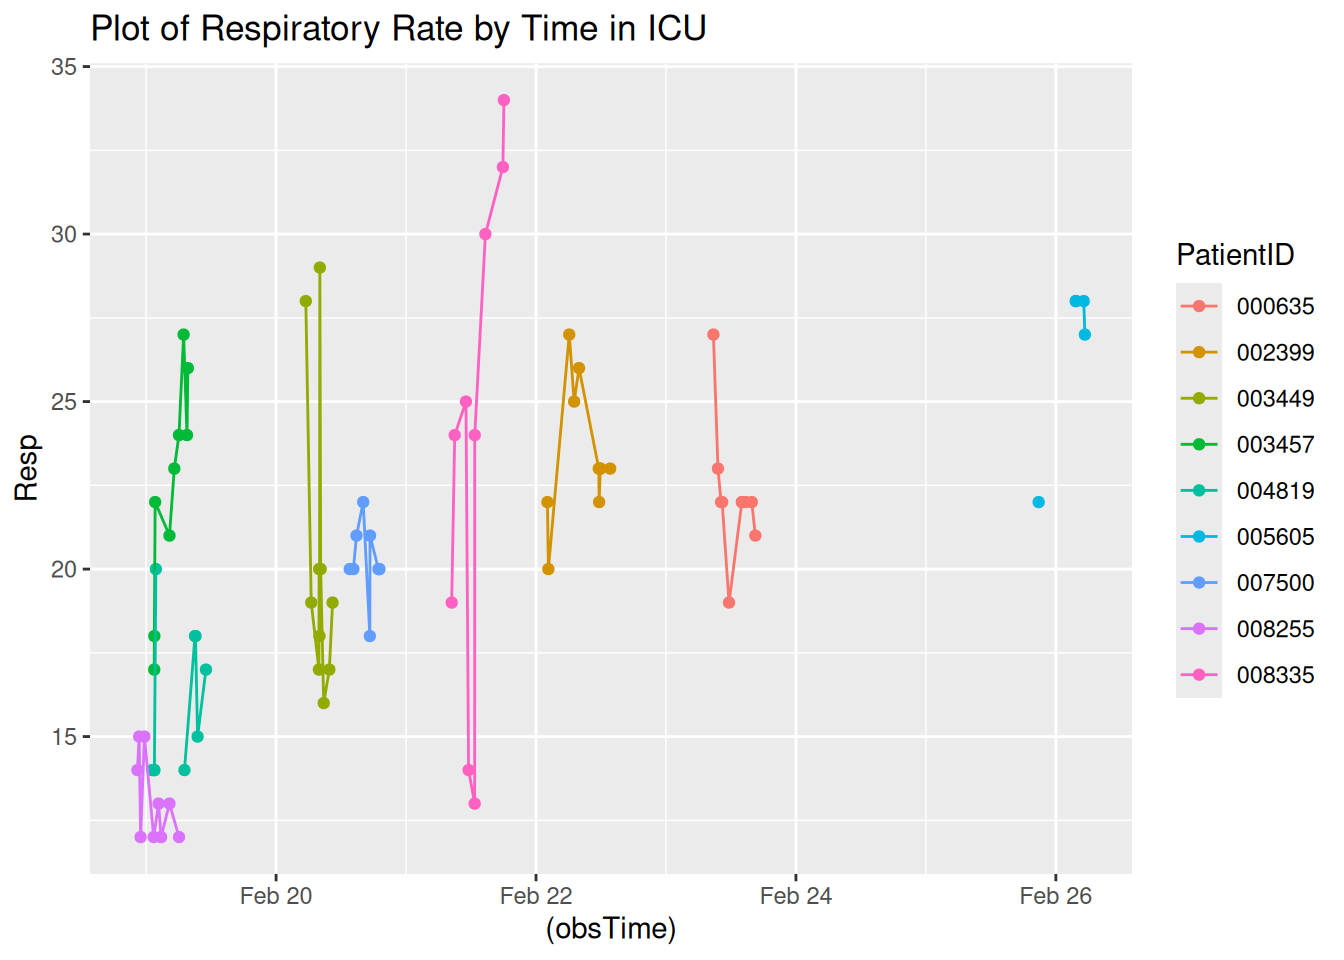 Plot of Respiratory Rate by Time in ICU
35
30
25
20
15
Resp
Feb 20
Feb 22
Feb 24
Feb 26
(obsTime)
PatientID
000635
002399
003449
003457
004819
005605
007500
008255
008335